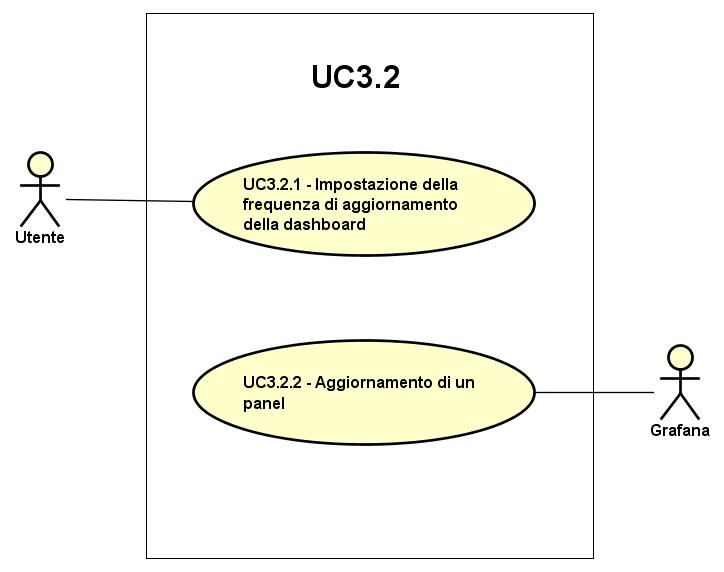 UC3.2
UC3.2.1 - Impostazione della
frequenza di aggiornamento
della dashboard
Utente
UC3.2.2 - Aggiornamento di un
panel
Grafana